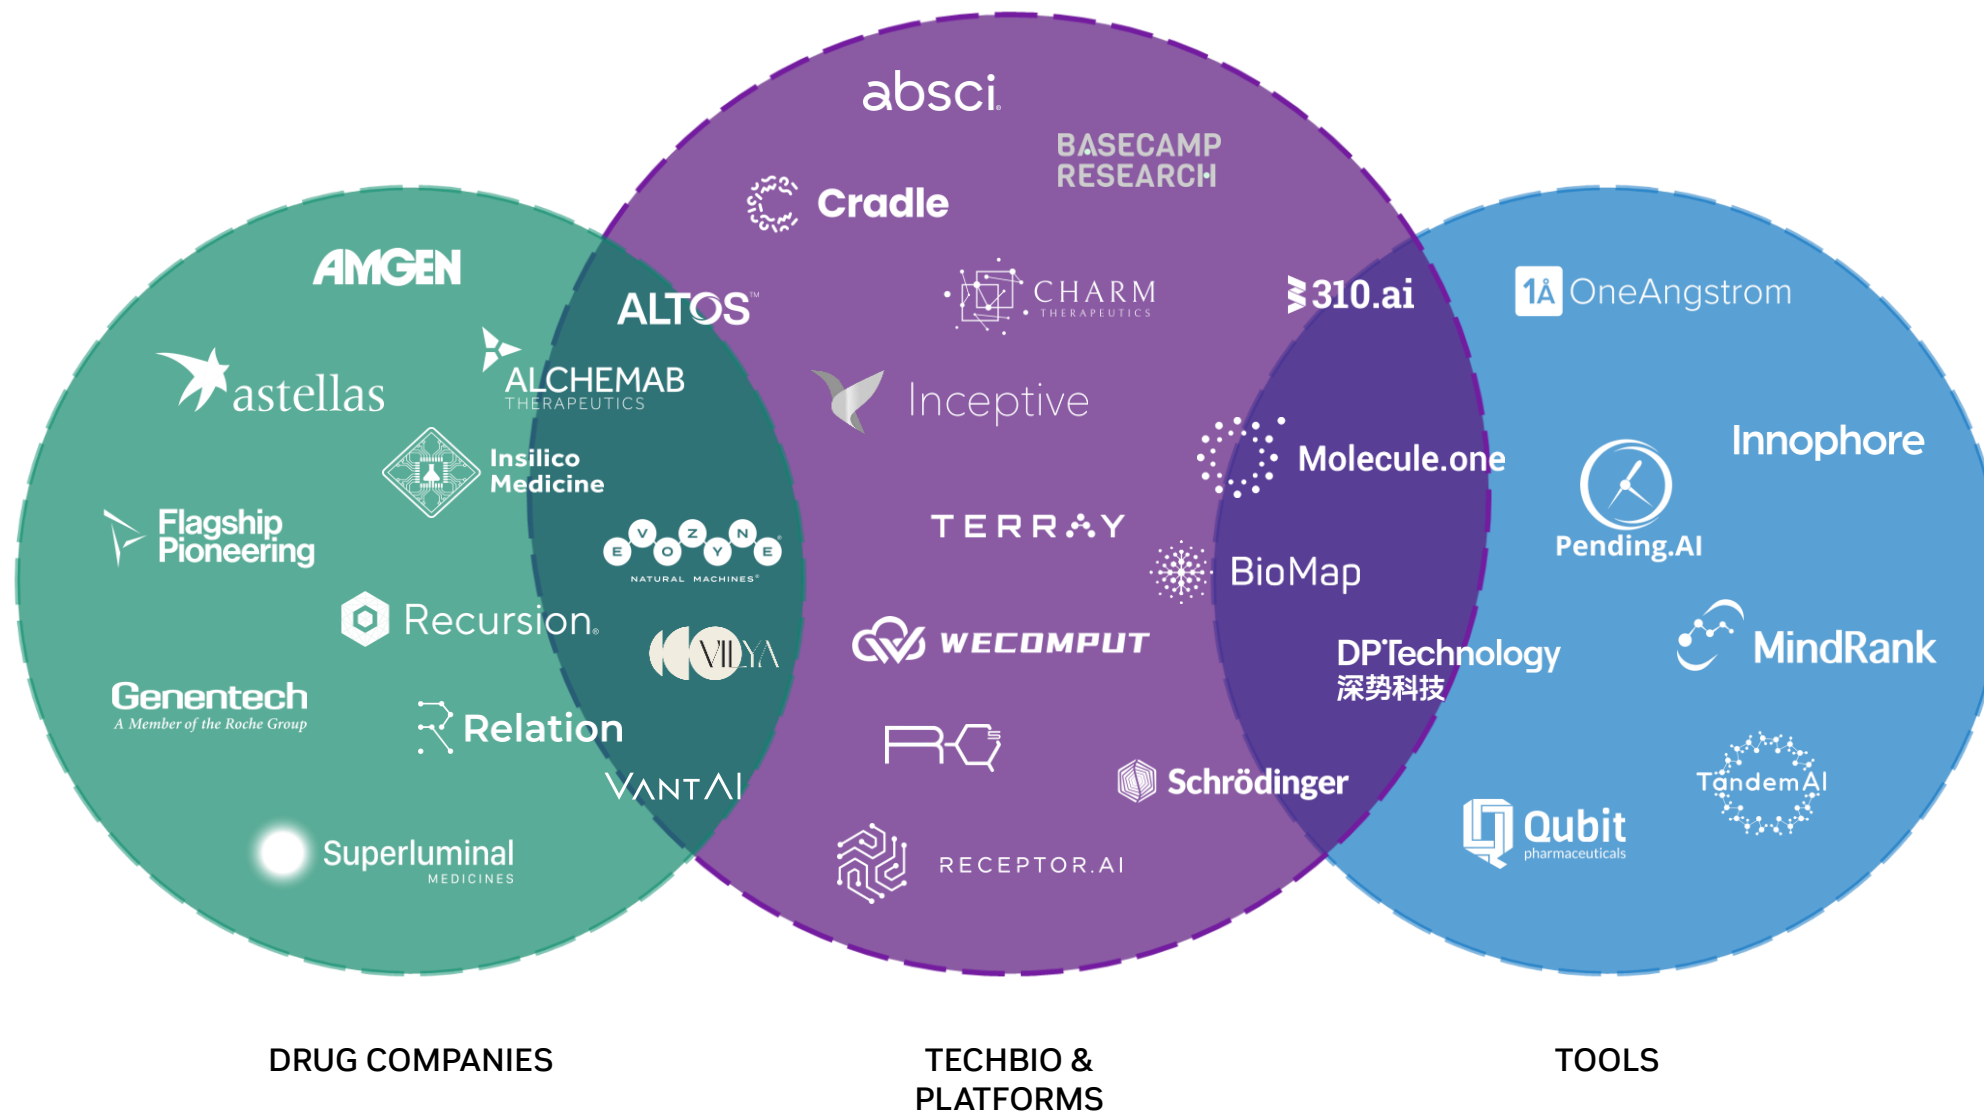 absci
BASECAMP
RESEARCH
Cradle
AMGEN
ALTOS™
CHARM
THERAPEUTICS
310.ai
1Å OneAngstrom
astellas
ALCHEMAB
THERAPEUTICS
Inceptive
Insilico
Medicine
Molecule.one
Innophore
Flagship
Pioneering
EVOZYNE®
NATURAL MACHINES®
TERRAY
BioMap
Pending.AI
Recursion®
VILYA
WECOMPUT
DP Technology
深势科技
MindRank
Genentech
A Member of the Roche Group
Relation
VANTAI
Schrödinger
TandemAI
Superluminal
MEDICINES
RECEPTOR.AI
Qubit
pharmaceuticals
DRUG COMPANIES
TECHBIO &
PLATFORMS
TOOLS